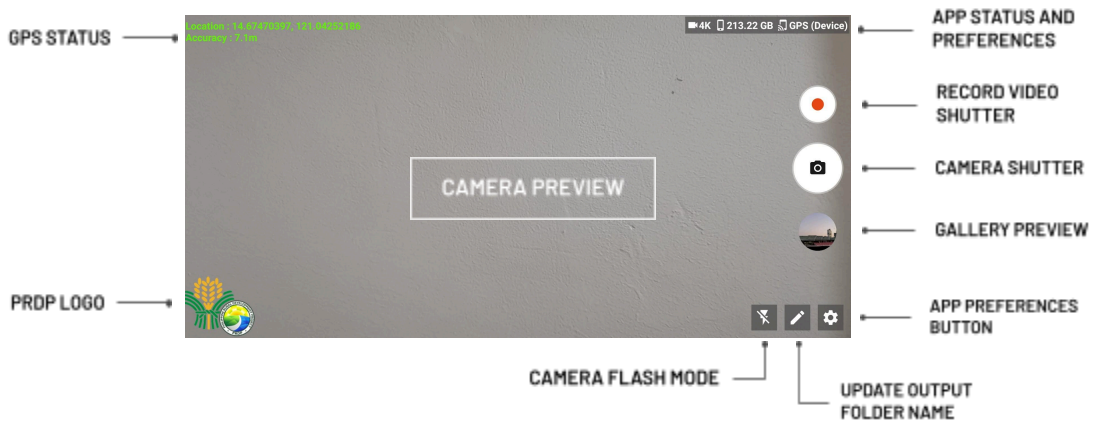 GPS STATUS
Location : 14.67470397, 121.04252186
Accuracy : 7.1m
4K 213.22 GB GPS (Device)
APP STATUS AND
PREFERENCES
RECORD VIDEO
SHUTTER
CAMERA SHUTTER
CAMERA PREVIEW
GALLERY PREVIEW
PRDP LOGO
APP PREFERENCES
BUTTON
CAMERA FLASH MODE
UPDATE OUTPUT
FOLDER NAME